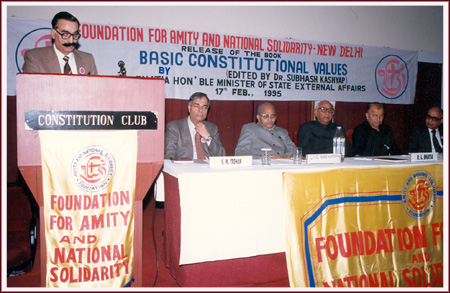 FOUNDATION FOR AMITY AND NATIONAL SOLIDARITY-NEW DELHI
RELEASE OF THE BOOK
BASIC CONSTITUTIONAL VALUES
BY (EDITED BY DR. SUBHASH KASHYAP)
HON'BLE MINISTER OF STATE EXTERNAL AFFAIRS
17TH FEB., 1995
CONSTITUTION CLUB
FOUNDATION
FOR AMITY
AND
NATIONAL
SOLIDARITY
FOUNDATION F
FOR AMITY
AND
NATIONAL